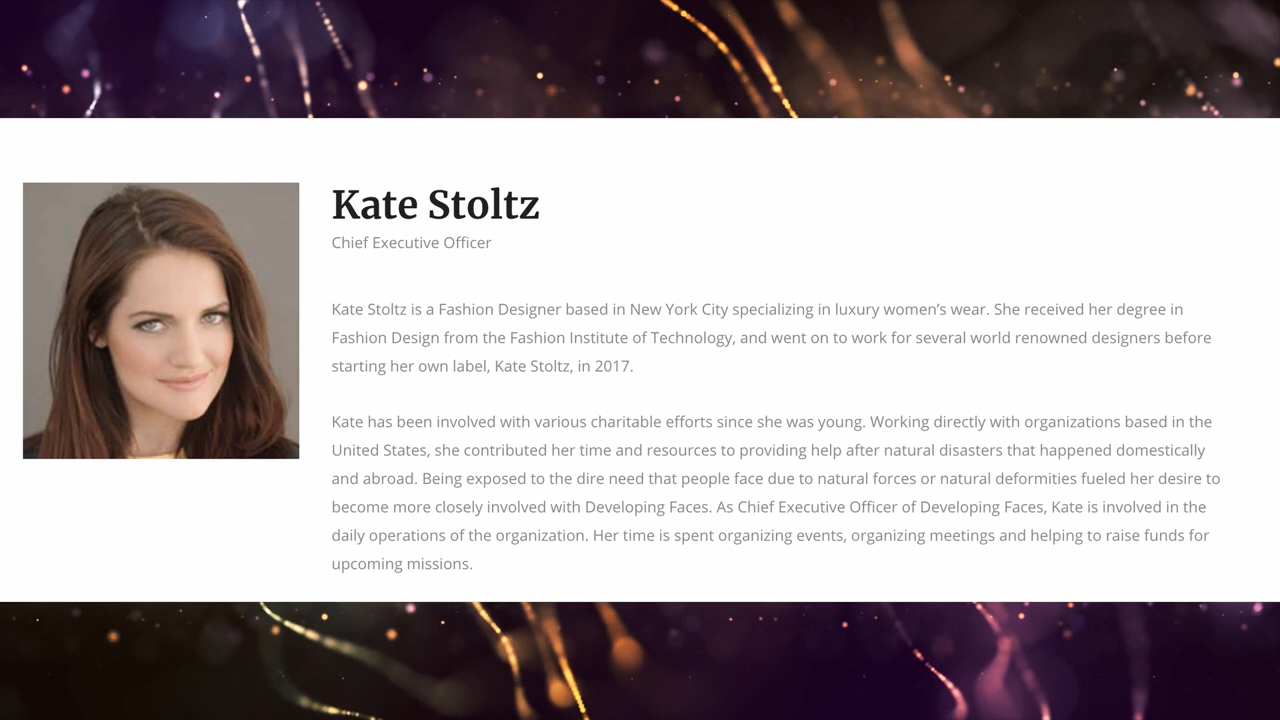 Kate Stoltz
Chief Executive Officer
Kate Stoltz is a Fashion Designer based in New York City specializing in luxury women’s wear. She received her degree in
Fashion Design from the Fashion Institute of Technology, and went on to work for several world renowned designers before
starting her own label, Kate Stoltz, in 2017.
Kate has been involved with various charitable efforts since she was young. Working directly with organizations based in the
United States, she contributed her time and resources to providing help after natural disasters that happened domestically
and abroad. Being exposed to the dire need that people face due to natural forces or natural deformities fueled her desire to
become more closely involved with Developing Faces. As Chief Executive Officer of Developing Faces, Kate is involved in the
daily operations of the organization. Her time is spent organizing events, organizing meetings and helping to raise funds for
upcoming missions.